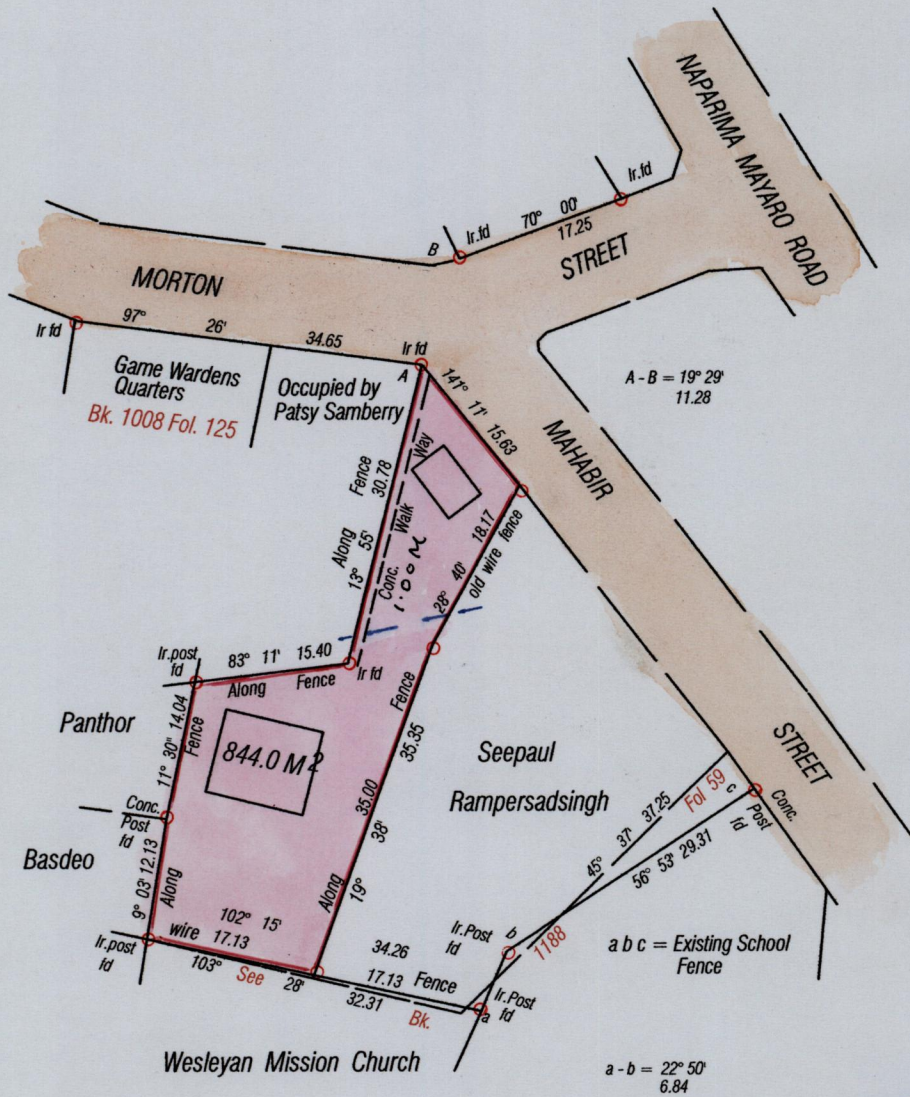 NAPARIMA MAYARO ROAD
Ir.fd
70° 00'
17.25
Ir.fd
B
STREET
MORTON
97° 26'
34.65
Ir fd
Ir fd
A
Game Wardens
Quarters
Bk. 1008 Fol. 125
Occupied by
Patsy Samberry
A - B = 19° 29'
11.28
141° 11' 15.63
MAHABIR
STREET
Along Fence
13° 55' 30.78
Conc. Walk Way
1.00 M
28° 40' 18.17
old wire fence
Ir.post
fd
83° 11' 15.40
Along Fence
Ir fd
Panthor
11° 30" 14.04
Fence
844.0 M 2
Along Fence
19° 38' 35.00
35.35
Seepaul
Rampersadsingh
Conc.
Post
fd
Basdeo
9° 03' 12.13
Along
45° 37' 37.25
Fol 59
c
Conc.
Post
fd
56° 53' 29.31
Ir.post
fd
102° 15'
wire 17.13
103° 28'
See
34.26
17.13 Fence
32.31
Bk.
Ir.Post
fd
b
1188
Ir.Post
fd
a
a b c = Existing School
Fence
Wesleyan Mission Church
a - b = 22° 50'
6.84